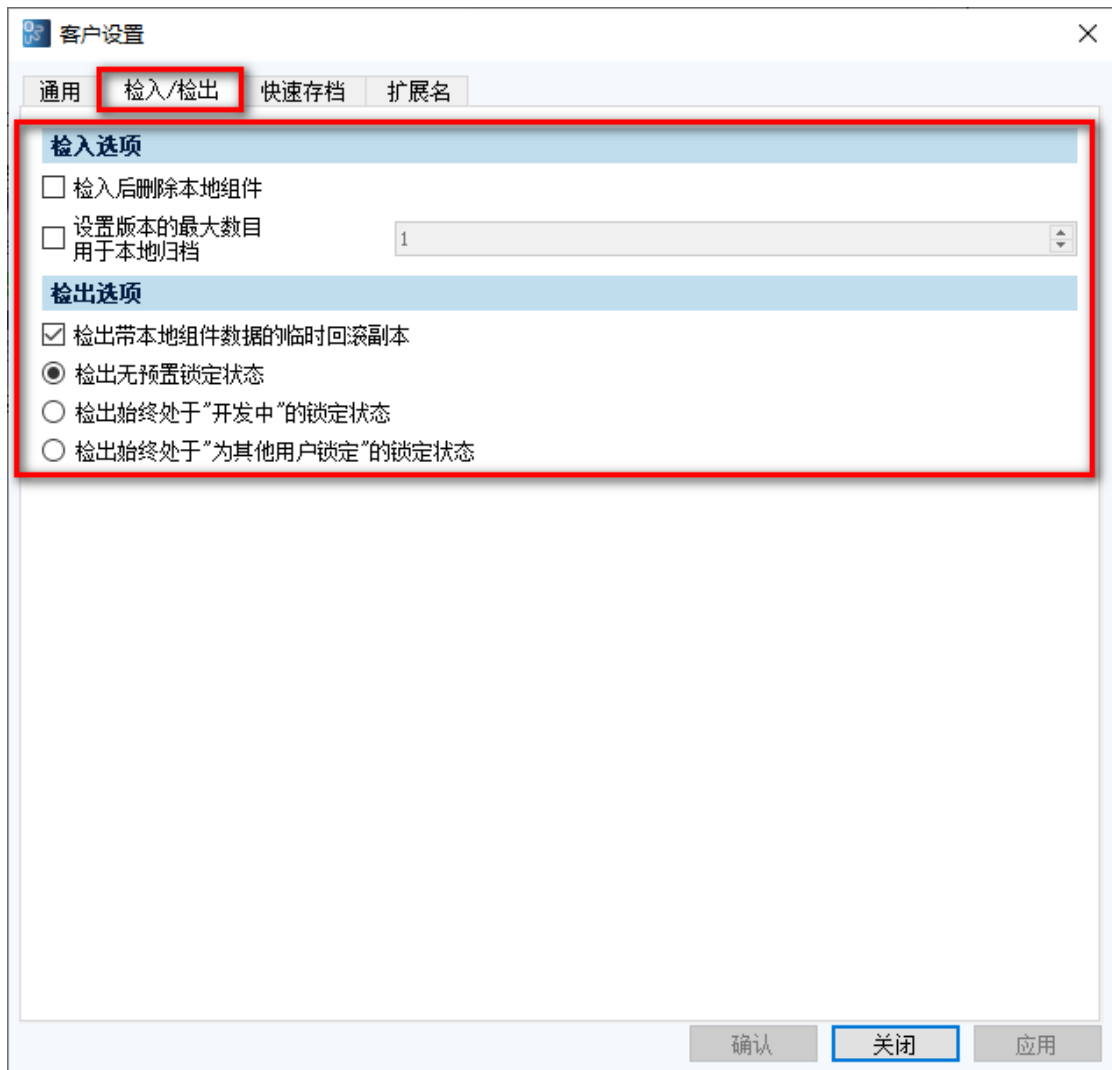 客户设置
通用 检入/检出 快速存档 扩展名
检入选项
检入后删除本地组件
设置版本的最大数目
用于本地归档
1
检出选项
检出带本地组件数据的临时回滚副本
检出无预置锁定状态
检出始终处于"开发中"的锁定状态
检出始终处于"为其他用户锁定"的锁定状态
确认 关闭 应用